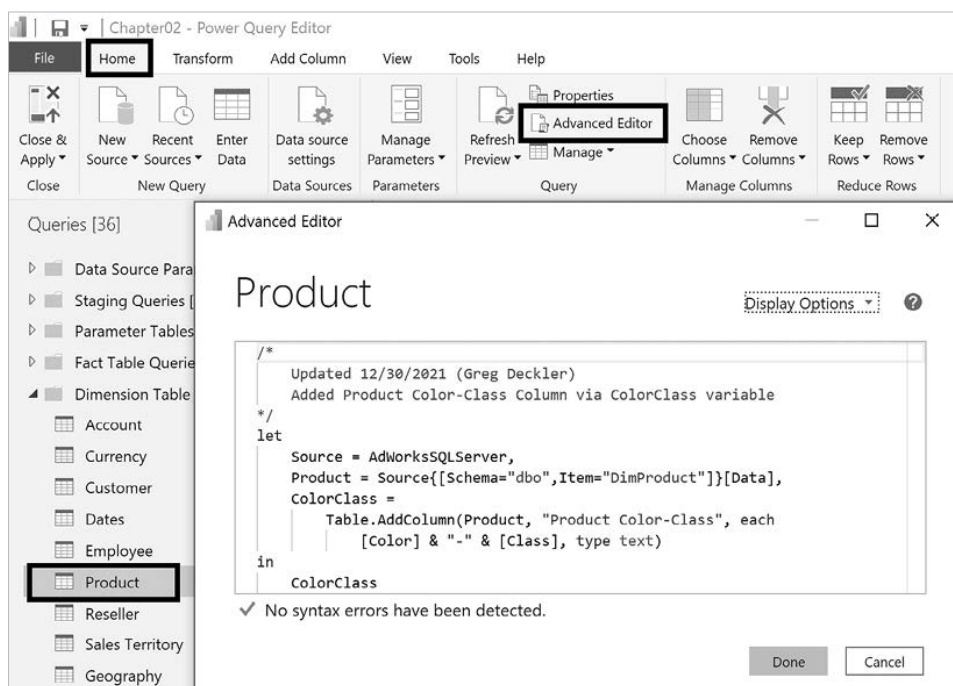 Chapter02 - Power Query Editor
File Home Transform Add Column View Tools Help
Close & Apply
New Source
Recent Sources
Enter Data
Data source settings
Manage Parameters
Refresh Preview
Properties
Advanced Editor
Manage
Choose Columns
Remove Columns
Keep Rows
Remove Rows
Close New Query Data Sources Parameters Query Manage Columns Reduce Rows
Queries [36]
Data Source Para
Staging Queries [
Parameter Tables
Fact Table Querie
Dimension Table
Account
Currency
Customer
Dates
Employee
Product
Reseller
Sales Territory
Geography
Advanced Editor
Product
Display Options
/*
Updated 12/30/2021 (Greg Deckler)
Added Product Color-Class Column via ColorClass variable
*/
let
Source = AdWorksSQLServer,
Product = Source{[Schema="dbo",Item="DimProduct"]}[Data],
ColorClass =
Table.AddColumn(Product, "Product Color-Class", each
[Color] & "-" & [Class], type text)
in
ColorClass
No syntax errors have been detected.
Done Cancel